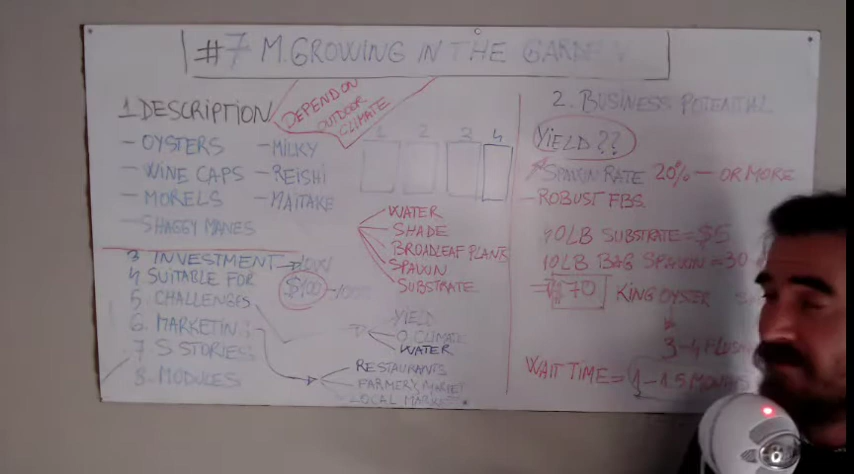 #7 M.GROWING IN THE GARDEN
1 DESCRIPTION
DEPEND ON
OUTDOOR
CLIMATE
- OYSTERS
- WINE CAPS
- MORELS
- SHAGGY MANES
- MILKY
- REISHI
- MAITAKE
1 2 3 4
WATER
SHADE
BROADLEAF PLANTS
SPAWN
SUBSTRATE
3 INVESTMENT
$100
4 SUITABLE FOR
5 CHALLENGES
6. MARKETING
7 S STORIES
8. MODULES
YIELD
O CLIMATE
WATER
RESTAURANTS
FARMERS MARKET
LOCAL MARKET
2. BUSINESS POTENTIAL
YIELD ??
SPAWN RATE 20% - OR MORE
- ROBUST FBS
40LB SUBSTRATE = $5
10LB BAG SPAWN = 30
= $70 KING OYSTER
3-4
WAIT TIME = 1-1.5 MONTHS